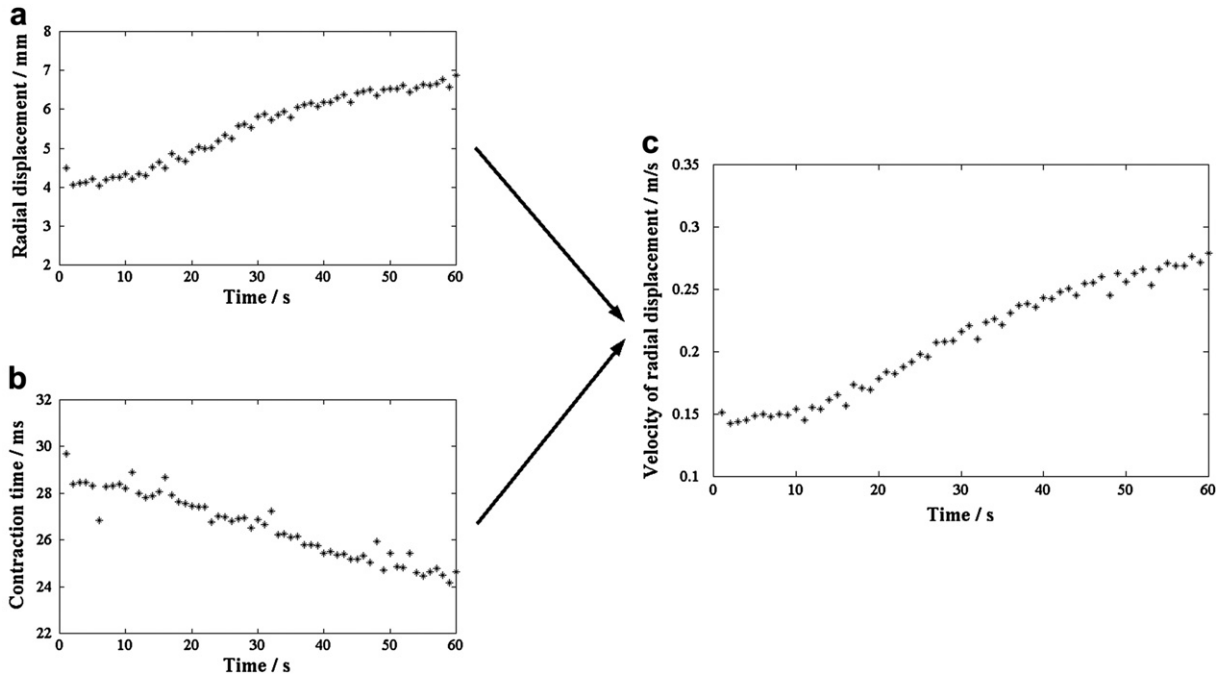 a
Radial displacement / mm
8
7
6
5
4
3
2
0 10 20 30 40 50 60
Time / s
b
Contraction time / ms
32
30
28
26
24
22
0 10 20 30 40 50 60
Time / s
c
Velocity of radial displacement / m/s
0.35
0.3
0.25
0.2
0.15
0.1
0 10 20 30 40 50 60
Time / s